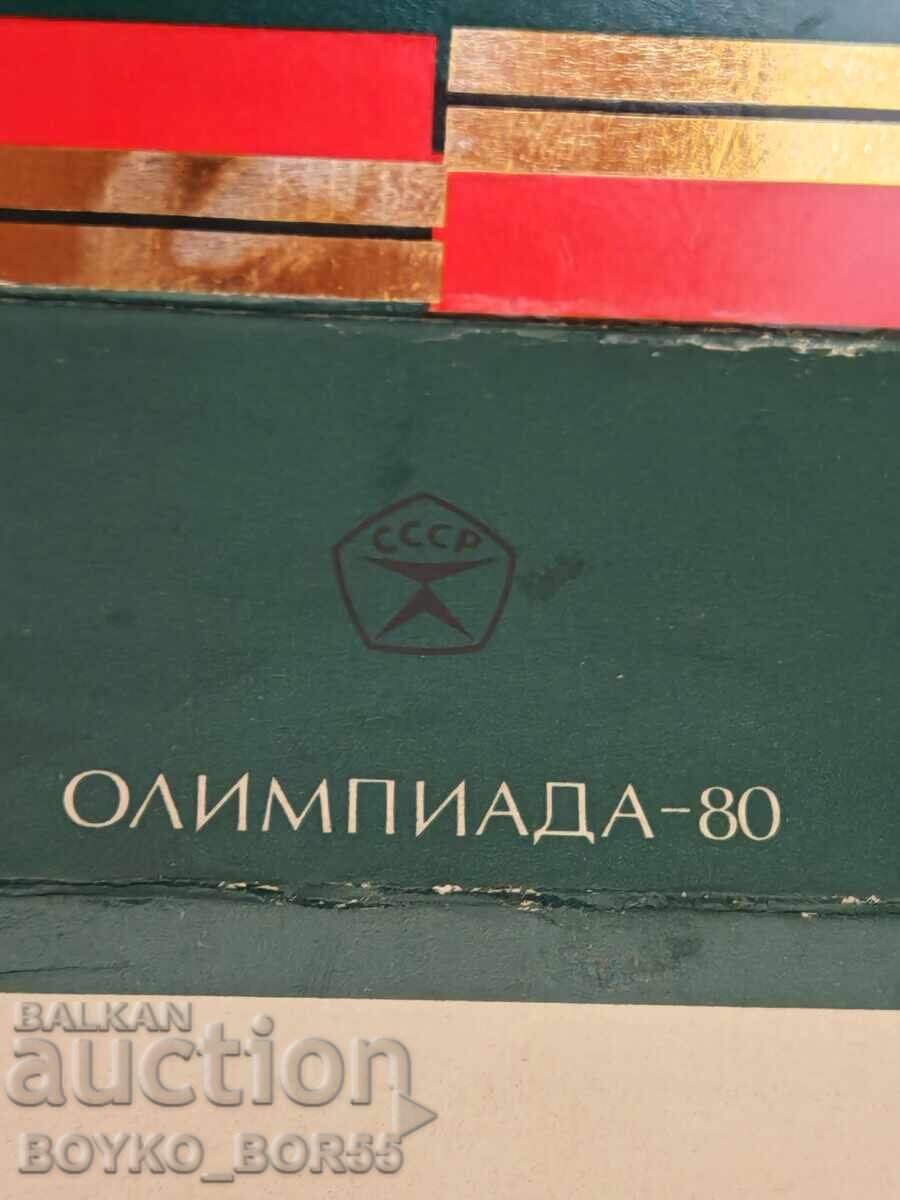 СССР
ОЛИМПИАДА-80
BALKAN
auction
BOYKO_BOR55